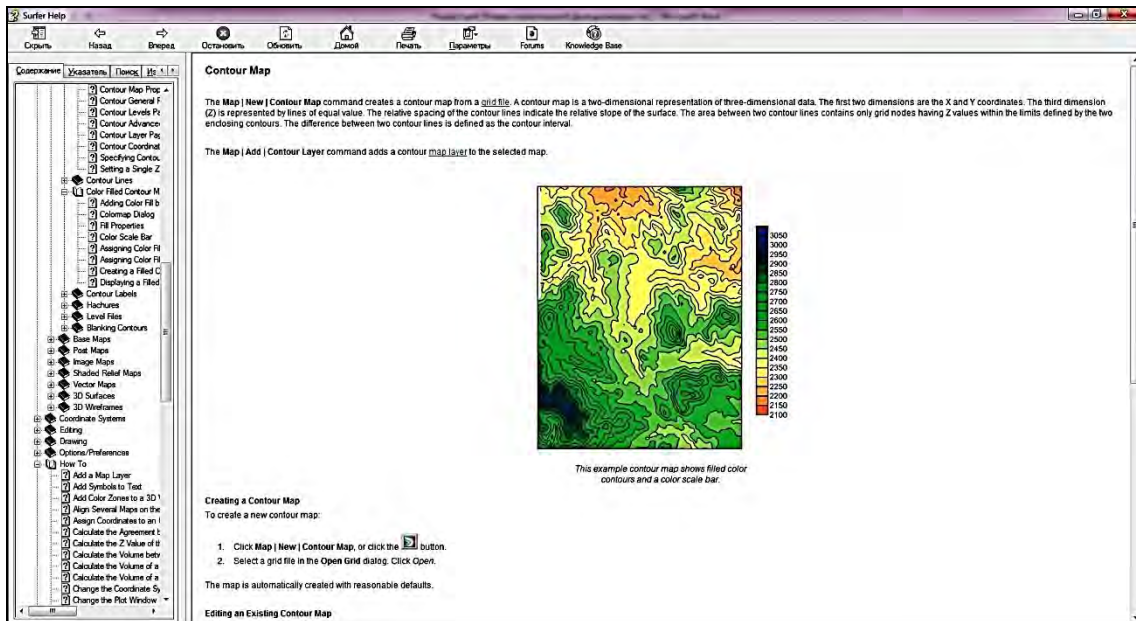 Surfer Help
Скрыть
Назад
Вперед
Остановить
Обновить
Домой
Печать
Параметры
Forums
Knowledge Base
Содержание
Указатель
Поиск
Contour Map Prop
Contour General P
Contour Levels Pa
Contour Advance
Contour Layer Pag
Contour Coordinat
Specifying Contou
Setting a Single Z
Contour Lines
Color Filled Contour M
Adding Color Fill b
Colormap Dialog
Fill Properties
Color Scale Bar
Assigning Color Fil
Assigning Color Fil
Creating a Filled C
Displaying a Filled
Contour Labels
Hachures
Level Files
Blanking Contours
Base Maps
Post Maps
Image Maps
Shaded Relief Maps
Vector Maps
3D Surfaces
3D Wireframes
Coordinate Systems
Editing
Drawing
Options/Preferences
How To
Add a Map Layer
Add Symbols to Text
Add Color Zones to a 3D
Align Several Maps on the
Assign Coordinates to an
Calculate the Agreement b
Calculate the Z Value of th
Calculate the Volume betw
Calculate the Volume of a
Calculate the Volume of a
Change the Coordinate Sy
Change the Plot Window
Contour Map
The Map | New | Contour Map command creates a contour map from a grid file. A contour map is a two-dimensional representation of three-dimensional data. The first two dimensions are the X and Y coordinates. The third dimension
(Z) is represented by lines of equal value. The relative spacing of the contour lines indicate the relative slope of the surface. The area between two contour lines contains only grid nodes having Z values within the limits defined by the two
enclosing contours. The difference between two contour lines is defined as the contour interval.
The Map | Add | Contour Layer command adds a contour map layer to the selected map.
3050
3000
2950
2900
2850
2800
2750
2700
2650
2600
2550
2500
2450
2400
2350
2300
2250
2200
2150
2100
This example contour map shows filled color
contours and a color scale bar.
Creating a Contour Map
To create a new contour map:
1. Click Map | New | Contour Map, or click the button.
2. Select a grid file in the Open Grid dialog. Click Open.
The map is automatically created with reasonable defaults.
Editing an Existing Contour Map